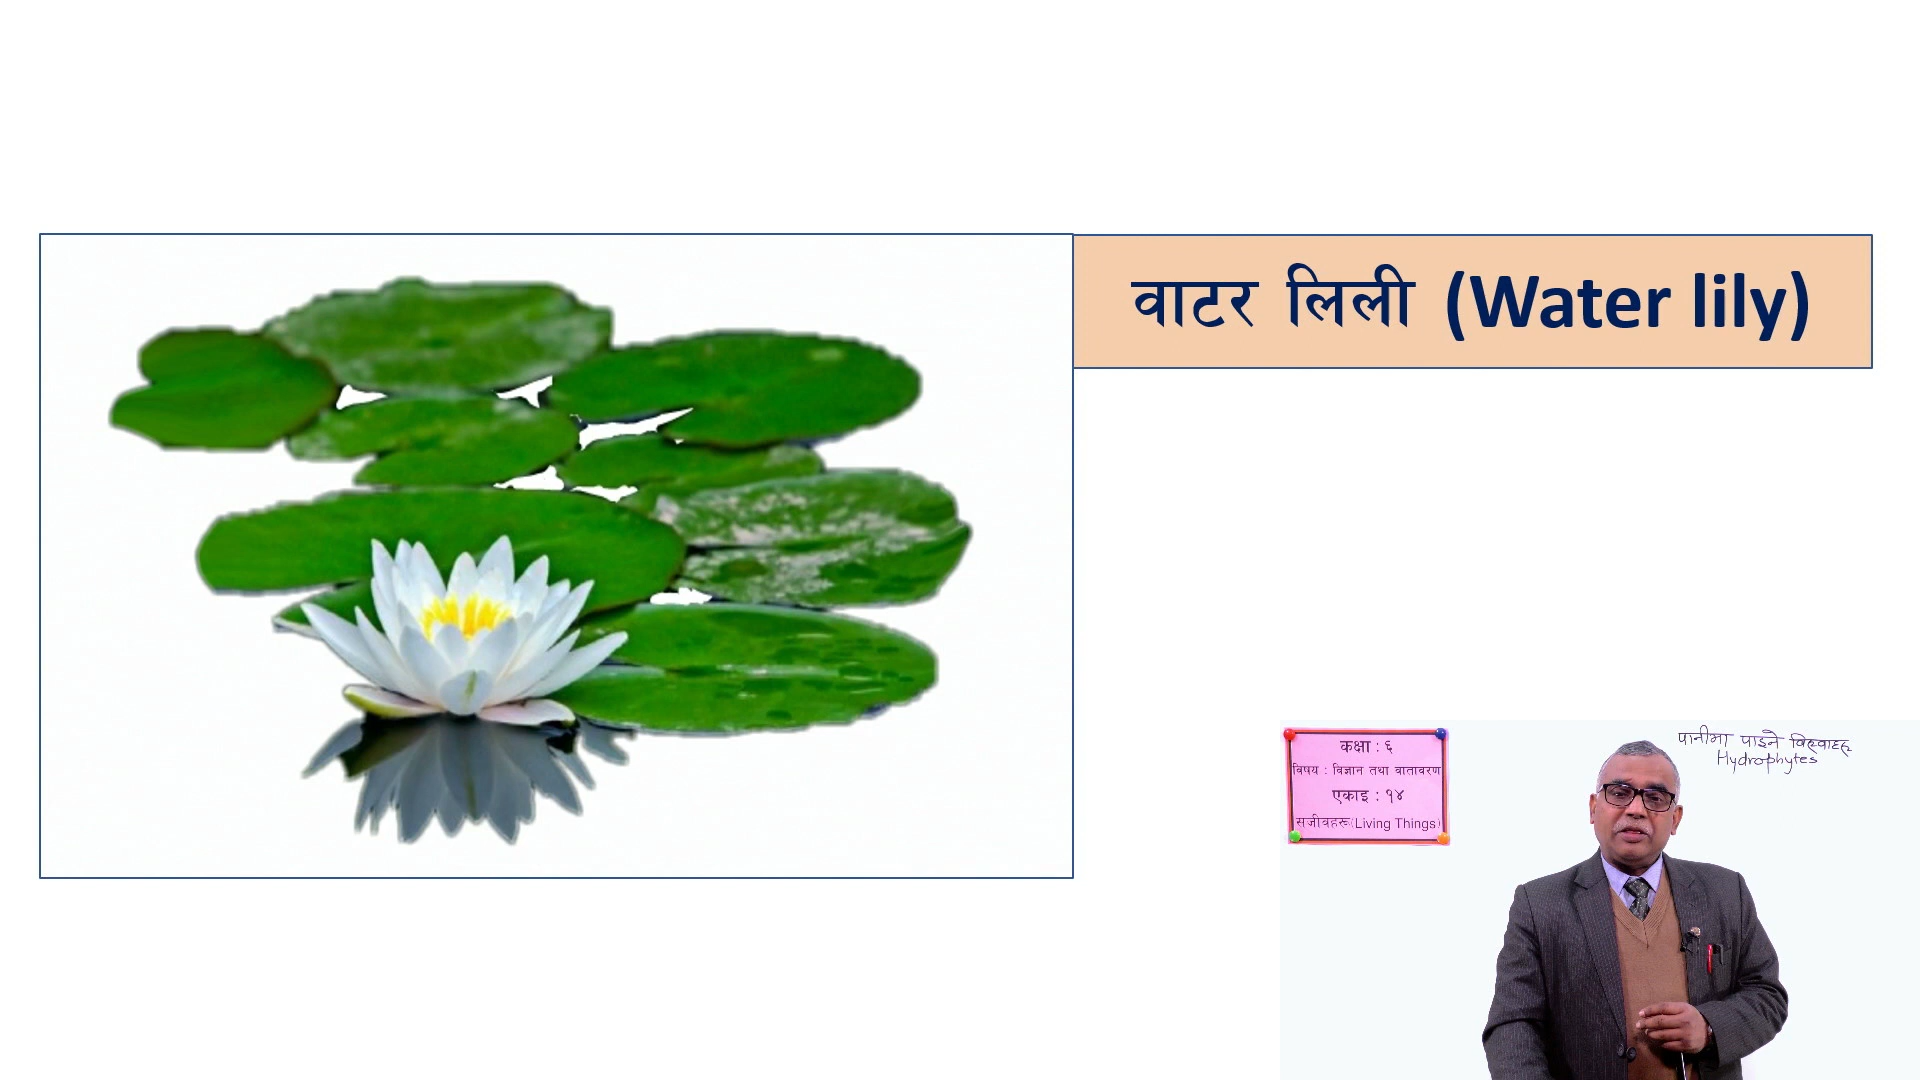 वाटर लिली (Water lily)
कक्षा : ६
विषय : विज्ञान तथा वातावरण
एकाइ : १४
सजीवहरू(Living Things)
पानीमा पाइने बिरुवाहरू
Hydrophytes